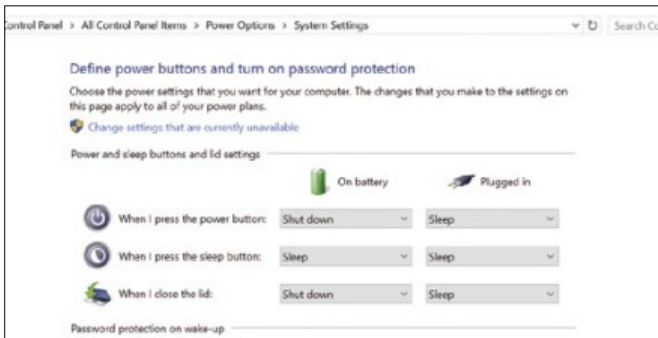 Control Panel > All Control Panel Items > Power Options > System Settings Search Co
Define power buttons and turn on password protection
Choose the power settings that you want for your computer. The changes that you make to the settings on
this page apply to all of your power plans.
Change settings that are currently unavailable
Power and sleep buttons and lid settings
On battery Plugged in
When I press the power button: Shut down Sleep
When I press the sleep button: Sleep Sleep
When I close the lid: Shut down Sleep
Password protection on wake-up